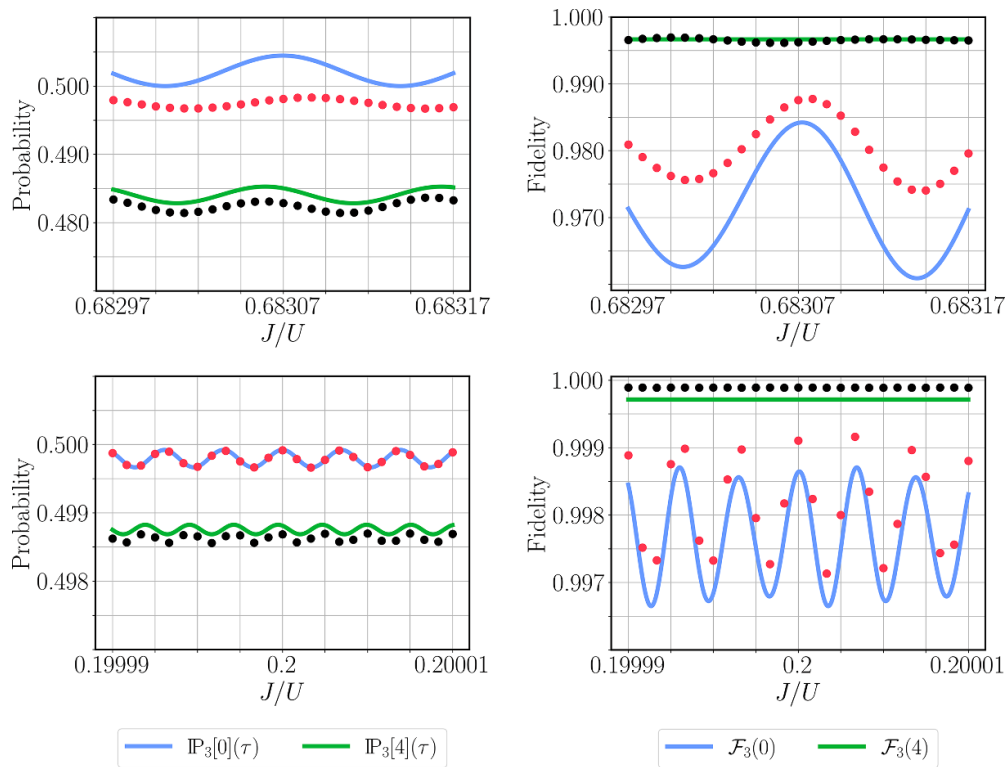 0.500
0.490
0.480
Probability
0.68297
0.68307
0.68317
J/U
1.000
0.990
0.980
0.970
Fidelity
0.68297
0.68307
0.68317
J/U
0.500
0.499
0.498
Probability
0.19999
0.2
0.20001
J/U
1.000
0.999
0.998
0.997
Fidelity
0.19999
0.2
0.20001
J/U
ℙ₃[0](τ) ℙ₃[4](τ)
ℱ₃(0) ℱ₃(4)